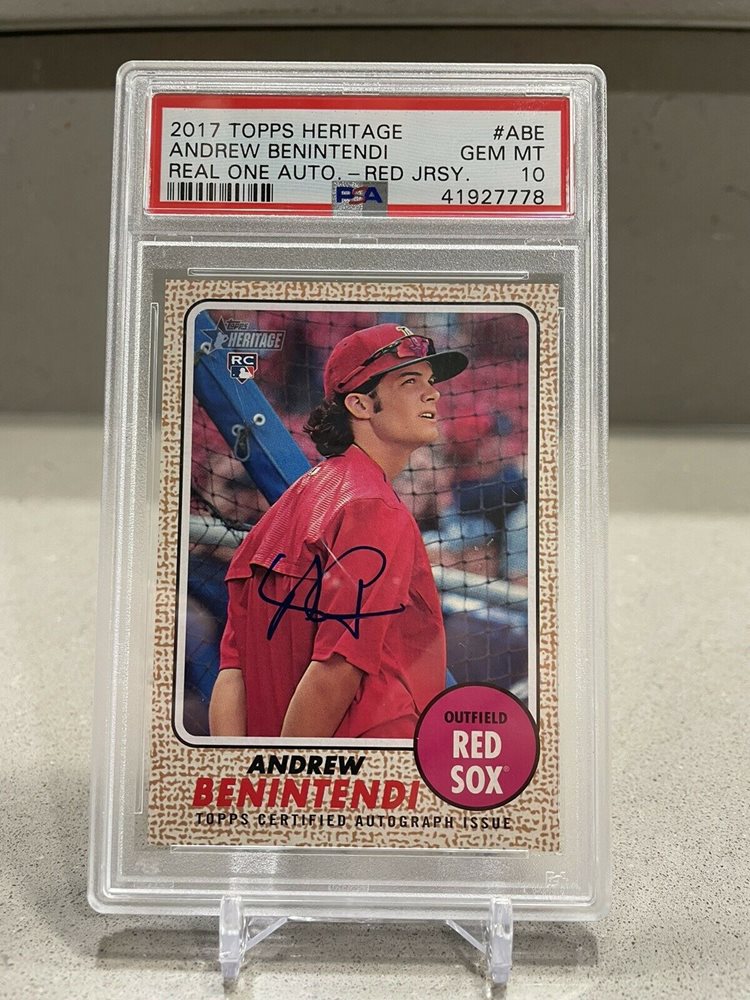 2017 TOPPS HERITAGE #ABE
ANDREW BENINTENDI GEM MT
REAL ONE AUTO.-RED JRSY. 10
PSA 41927778
Topps
HERITAGE
RC
OUTFIELD
RED
SOX
ANDREW
BENINTENDI
TOPPS CERTIFIED AUTOGRAPH ISSUE